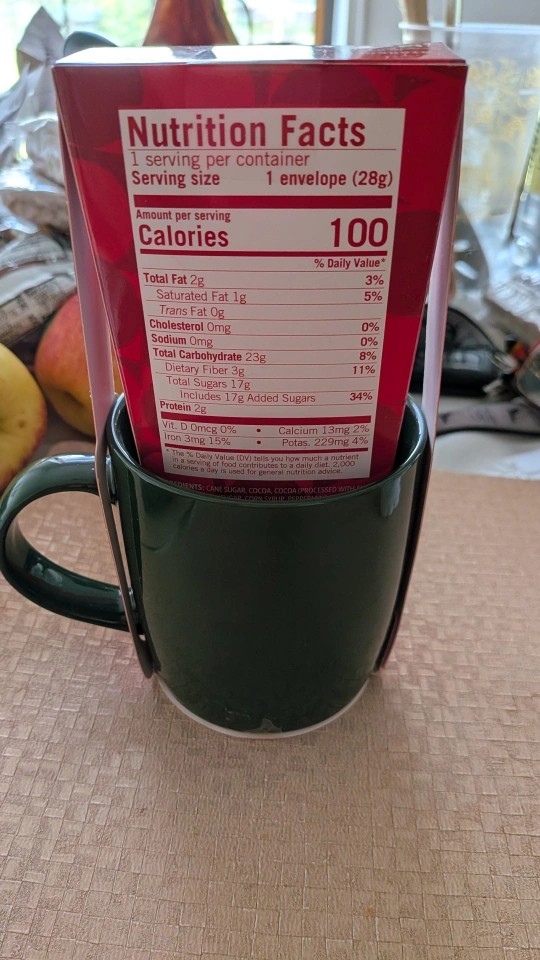 Nutrition Facts
1 serving per container
Serving size 1 envelope (28g)
Amount per serving
Calories 100
% Daily Value*
Total Fat 2g 3%
Saturated Fat 1g 5%
Trans Fat 0g
Cholesterol 0mg 0%
Sodium 0mg 0%
Total Carbohydrate 23g 8%
Dietary Fiber 3g 11%
Total Sugars 17g
Includes 17g Added Sugars 34%
Protein 2g
Vit. D 0mcg 0% • Calcium 13mg 2%
Iron 3mg 15% • Potas. 229mg 4%
* The % Daily Value (DV) tells you how much a nutrient
in a serving of food contributes to a daily diet. 2,000
calories a day is used for general nutrition advice.
CANE SUGAR, COCOA, COCOA (PROCESSED WITH
CORN SYRUP,